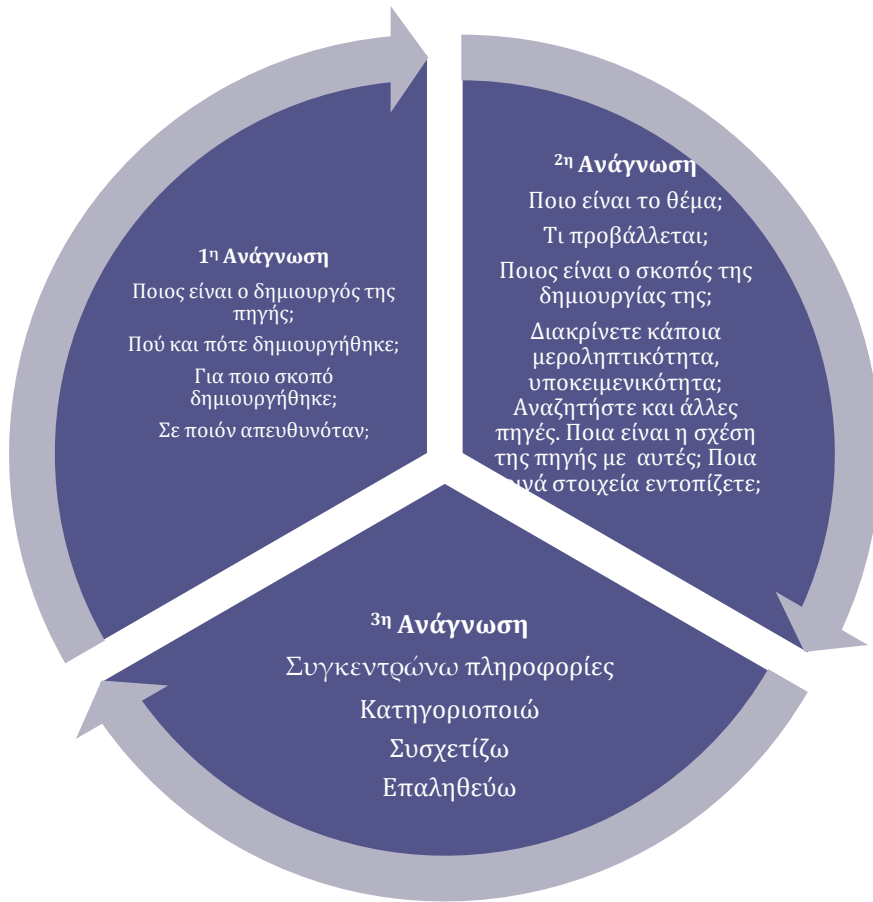 1η Ανάγνωση
Ποιος είναι ο δημιουργός της
πηγής;
Πού και πότε δημιουργήθηκε;
Για ποιο σκοπό
δημιουργήθηκε;
Σε ποιόν απευθυνόταν;
2η Ανάγνωση
Ποιο είναι το θέμα;
Τι προβάλλεται;
Ποιος είναι ο σκοπός της
δημιουργίας της;
Διακρίνετε κάποια
μεροληπτικότητα,
υποκειμενικότητα;
Αναζητήστε και άλλες
πηγές. Ποια είναι η σχέση
της πηγής με αυτές; Ποια
κοινά στοιχεία εντοπίζετε;
3η Ανάγνωση
Συγκεντρώνω πληροφορίες
Κατηγοριοποιώ
Συσχετίζω
Επαληθεύω